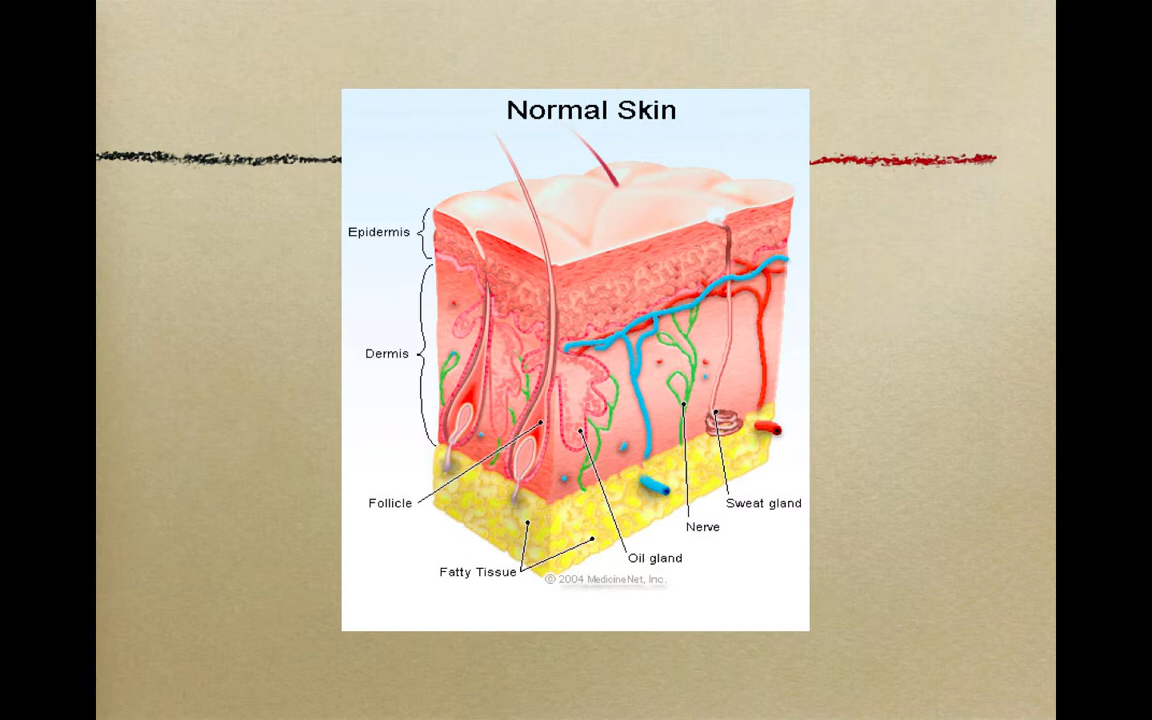 Normal Skin
Epidermis
Dermis
Follicle
Sweat gland
Nerve
Oil gland
Fatty Tissue
© 2004 MedicineNet, Inc.